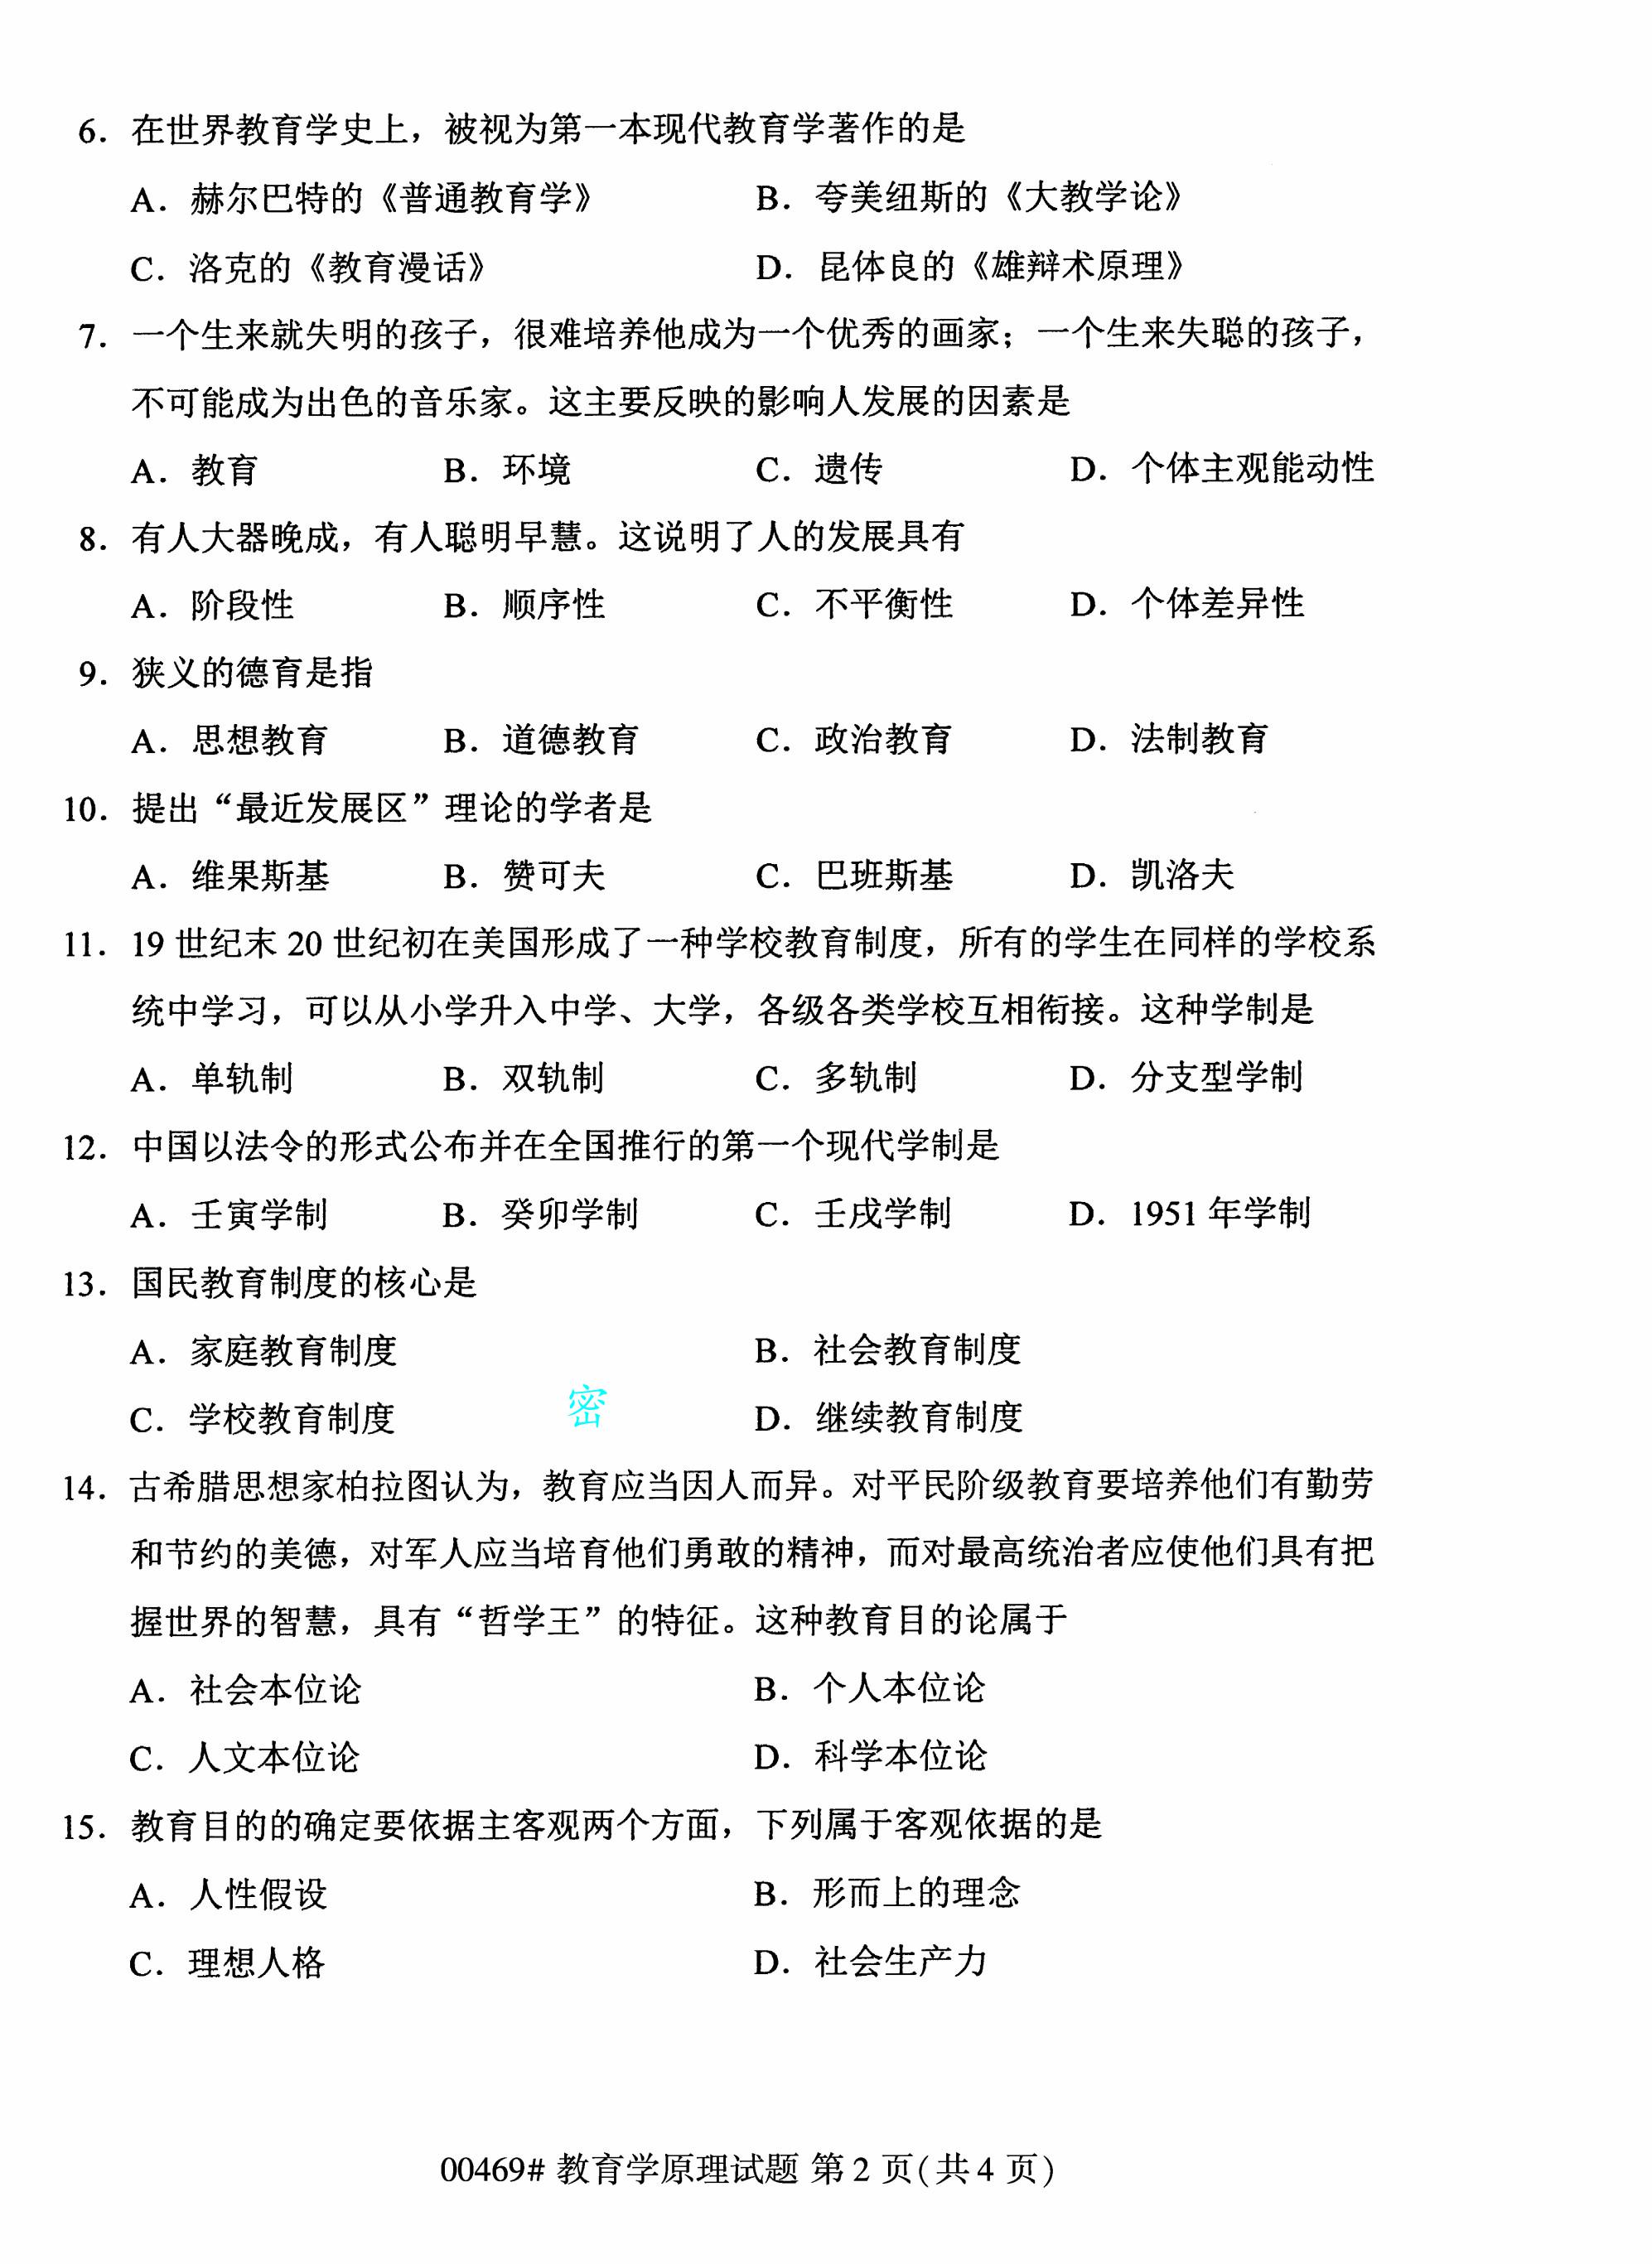 6. 在世界教育学史上，被视为第一本现代教育学著作的是
A. 赫尔巴特的《普通教育学》 B. 夸美纽斯的《大教学论》
C. 洛克的《教育漫话》 D. 昆体良的《雄辩术原理》
7. 一个生来就失明的孩子，很难培养他成为一个优秀的画家；一个生来失聪的孩子，
不可能成为出色的音乐家。这主要反映的影响人发展的因素是
A. 教育 B. 环境 C. 遗传 D. 个体主观能动性
8. 有人大器晚成，有人聪明早慧。这说明了人的发展具有
A. 阶段性 B. 顺序性 C. 不平衡性 D. 个体差异性
9. 狭义的德育是指
A. 思想教育 B. 道德教育 C. 政治教育 D. 法制教育
10. 提出“最近发展区”理论的学者是
A. 维果斯基 B. 赞可夫 C. 巴班斯基 D. 凯洛夫
11. 19 世纪末 20 世纪初在美国形成了一种学校教育制度，所有的学生在同样的学校系
统中学习，可以从小学升入中学、大学，各级各类学校互相衔接。这种学制是
A. 单轨制 B. 双轨制 C. 多轨制 D. 分支型学制
12. 中国以法令的形式公布并在全国推行的第一个现代学制是
A. 壬寅学制 B. 癸卯学制 C. 壬戌学制 D. 1951 年学制
13. 国民教育制度的核心是
A. 家庭教育制度 B. 社会教育制度
密
C. 学校教育制度 D. 继续教育制度
14. 古希腊思想家柏拉图认为，教育应当因人而异。对平民阶级教育要培养他们有勤劳
和节约的美德，对军人应当培育他们勇敢的精神，而对最高统治者应使他们具有把
握世界的智慧，具有“哲学王”的特征。这种教育目的论属于
A. 社会本位论 B. 个人本位论
C. 人文本位论 D. 科学本位论
15. 教育目的的确定要依据主客观两个方面，下列属于客观依据的是
A. 人性假设 B. 形而上的理念
C. 理想人格 D. 社会生产力
00469# 教育学原理试题 第 2 页(共 4 页)